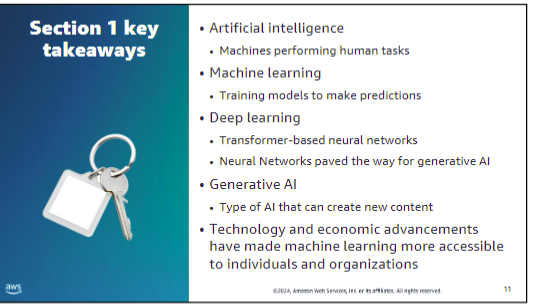 Section 1 key
takeaways
• Artificial intelligence
• Machines performing human tasks
• Machine learning
• Training models to make predictions
• Deep learning
• Transformer-based neural networks
• Neural Networks paved the way for generative AI
• Generative AI
• Type of AI that can create new content
• Technology and economic advancements
have made machine learning more accessible
to individuals and organizations
aws
©2024, Amazon Web Services, Inc. or its affiliates. All rights reserved.
11